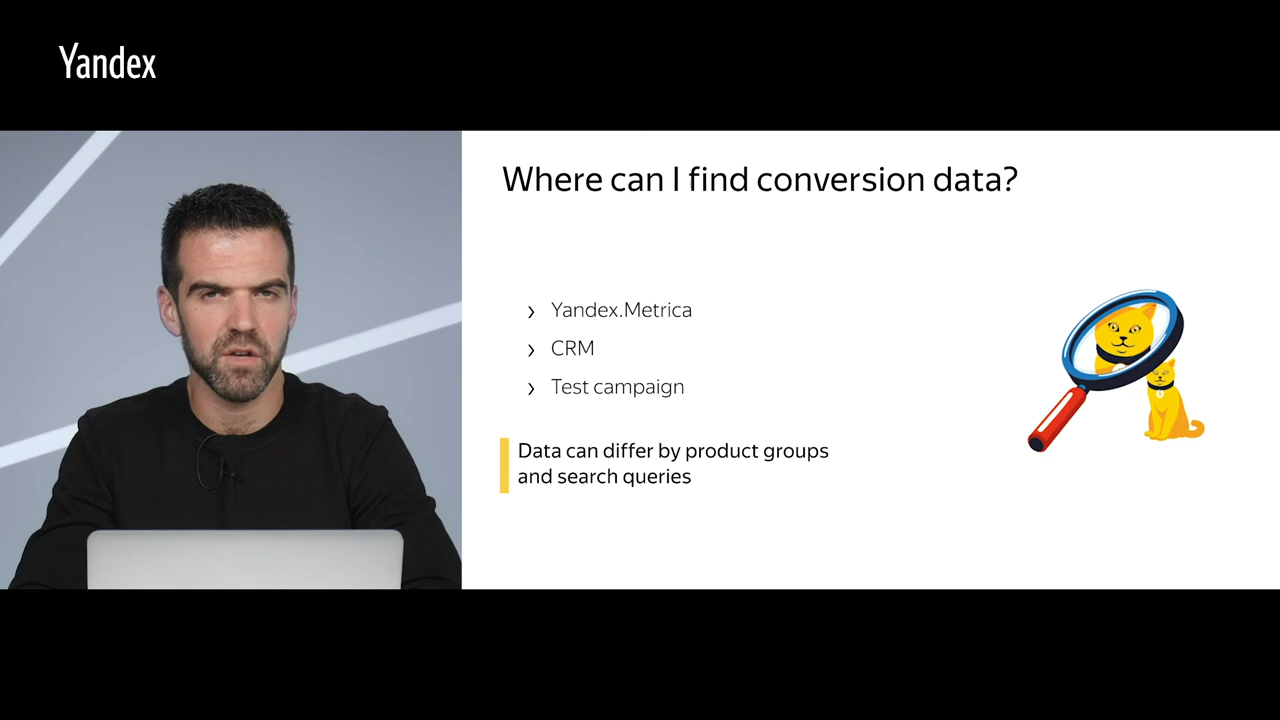 Yandex
Where can I find conversion data?
› Yandex.Metrica
› CRM
› Test campaign
Data can differ by product groups
and search queries